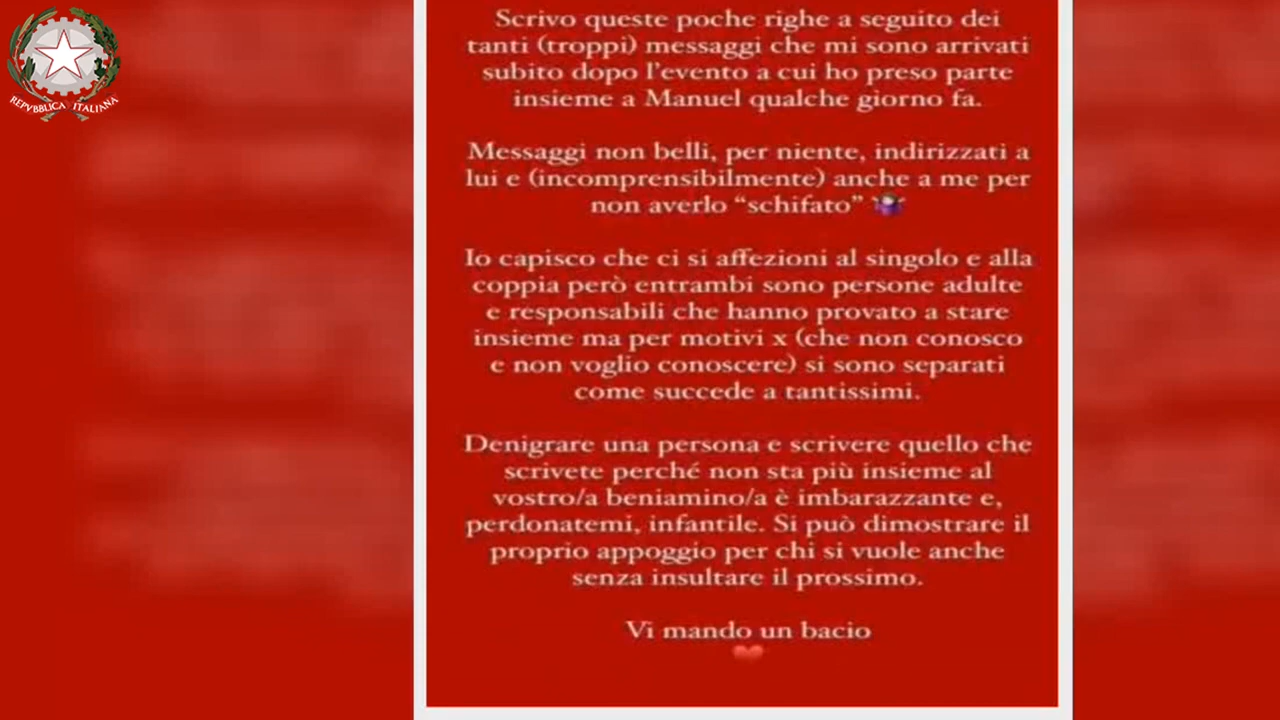 REPVBBLICA ITALIANA
Scrivo queste poche righe a seguito dei
tanti (troppi) messaggi che mi sono arrivati
subito dopo l'evento a cui ho preso parte
insieme a Manuel qualche giorno fa.
Messaggi non belli, per niente, indirizzati a
lui e (incomprensibilmente) anche a me per
non averlo “schifato” 🤷🏻‍♀️
Io capisco che ci si affezioni al singolo e alla
coppia però entrambi sono persone adulte
e responsabili che hanno provato a stare
insieme ma per motivi x (che non conosco
e non voglio conoscere) si sono separati
come succede a tantissimi.
Denigrare una persona e scrivere quello che
scrivete perché non sta più insieme al
vostro/a beniamino/a è imbarazzante e,
perdonatemi, infantile. Si può dimostrare il
proprio appoggio per chi si vuole anche
senza insultare il prossimo.
Vi mando un bacio
❤️